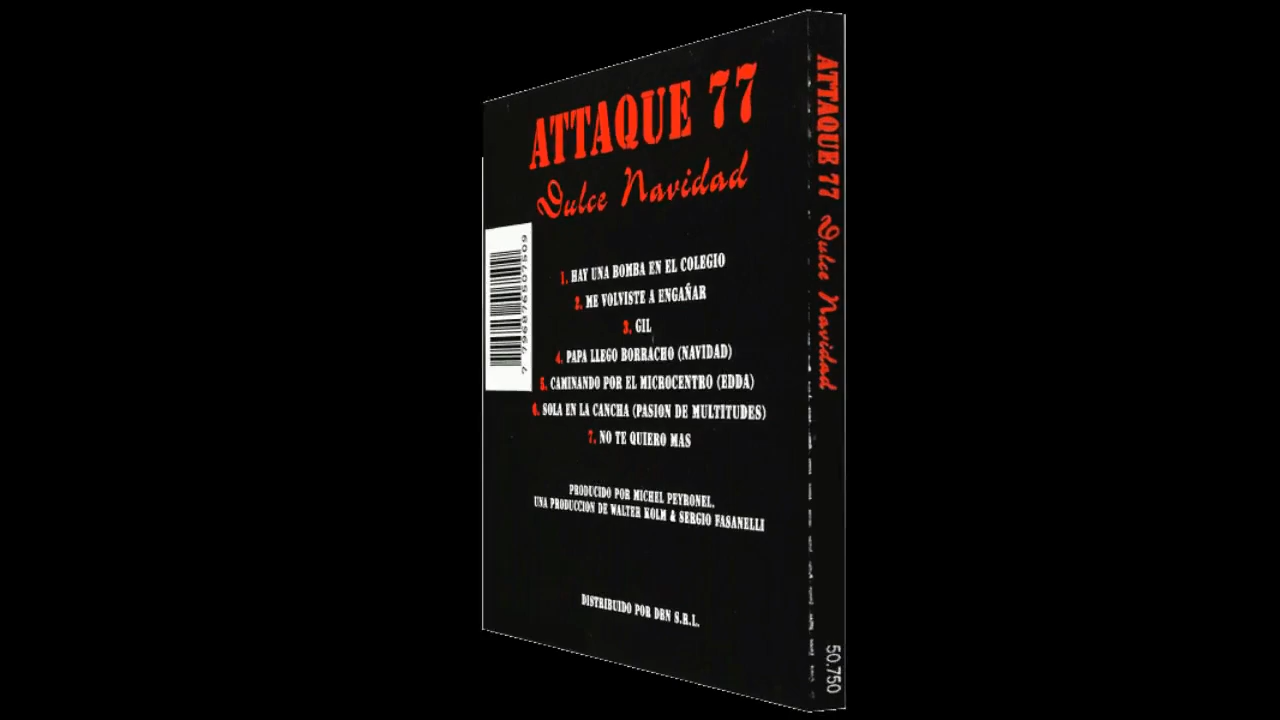 ATTAQUE 77
Dulce Navidad
1. HAY UNA BOMBA EN EL COLEGIO
2. ME VOLVISTE A ENGAÑAR
3. GIL
4. PAPA LLEGO BORRACHO (NAVIDAD)
5. CAMINANDO POR EL MICROCENTRO (EDDA)
6. SOLA EN LA CANCHA (PASION DE MULTITUDES)
7. NO TE QUIERO MAS
PRODUCIDO POR MICHEL PEYRONEL.
UNA PRODUCCION DE WALTER KOLM & SERGIO FASANELLI
DISTRIBUIDO POR DBN S.R.L.
7 796876507509
ATTAQUE 77 Dulce Navidad
50.750